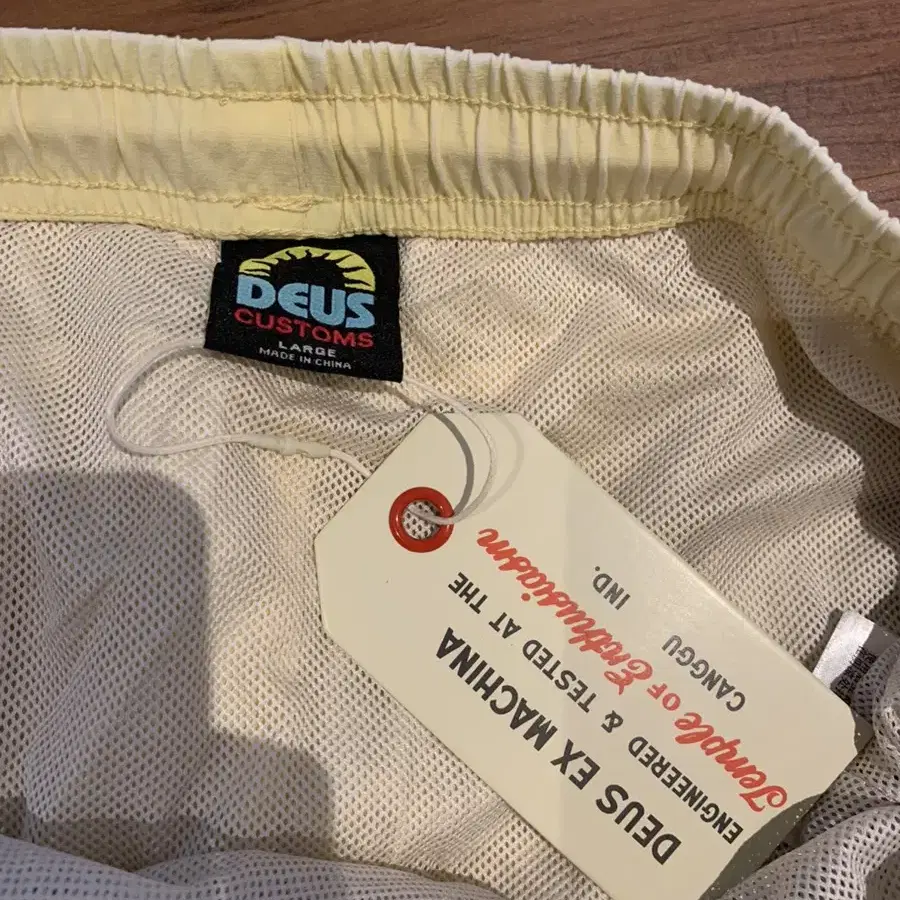 DEUS
CUSTOMS
LARGE
MADE IN CHINA
DEUS EX MACHINA
ENGINEERED & TESTED AT THE
Temple OF Enthusiasm
CANGGU
IND.